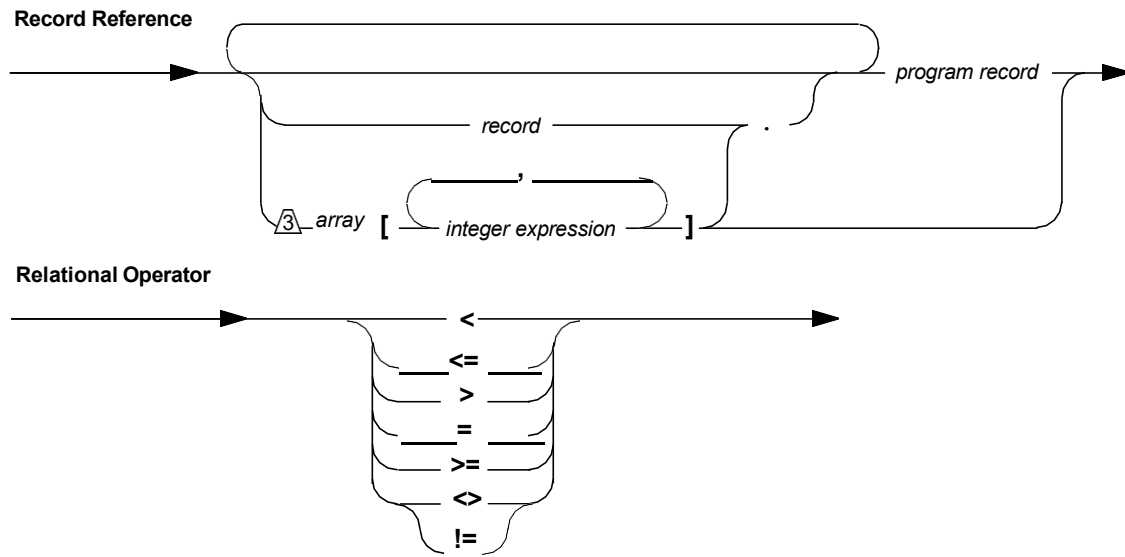 Record Reference
program record
record .
,
3 array [ integer expression ]
Relational Operator
<
<=
>
=
>=
<>
!=